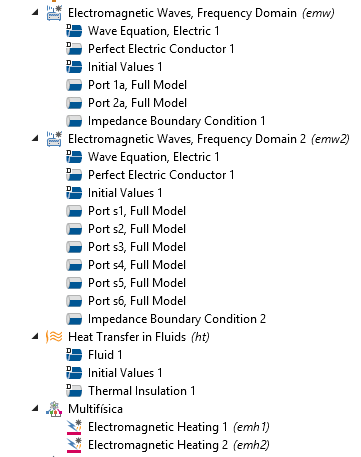 Electromagnetic Waves, Frequency Domain (emw)
Wave Equation, Electric 1
Perfect Electric Conductor 1
Initial Values 1
Port 1a, Full Model
Port 2a, Full Model
Impedance Boundary Condition 1
Electromagnetic Waves, Frequency Domain 2 (emw2)
Wave Equation, Electric 1
Perfect Electric Conductor 1
Initial Values 1
Port s1, Full Model
Port s2, Full Model
Port s3, Full Model
Port s4, Full Model
Port s5, Full Model
Port s6, Full Model
Impedance Boundary Condition 2
Heat Transfer in Fluids (ht)
Fluid 1
Initial Values 1
Thermal Insulation 1
Multifísica
Electromagnetic Heating 1 (emh1)
Electromagnetic Heating 2 (emh2)